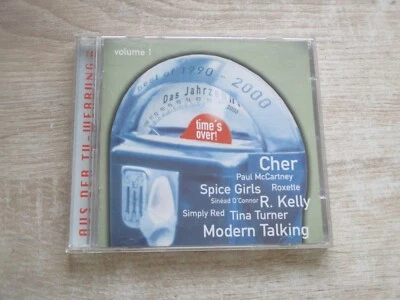 volume 1
best of 1990 - 2000
Das Jahrzehnt
time's
over!
Cher
Paul McCartney
Spice Girls Roxette
Sinéad O'Connor R. Kelly
Simply Red Tina Turner
Modern Talking
AUS DER TV-WERBUNG